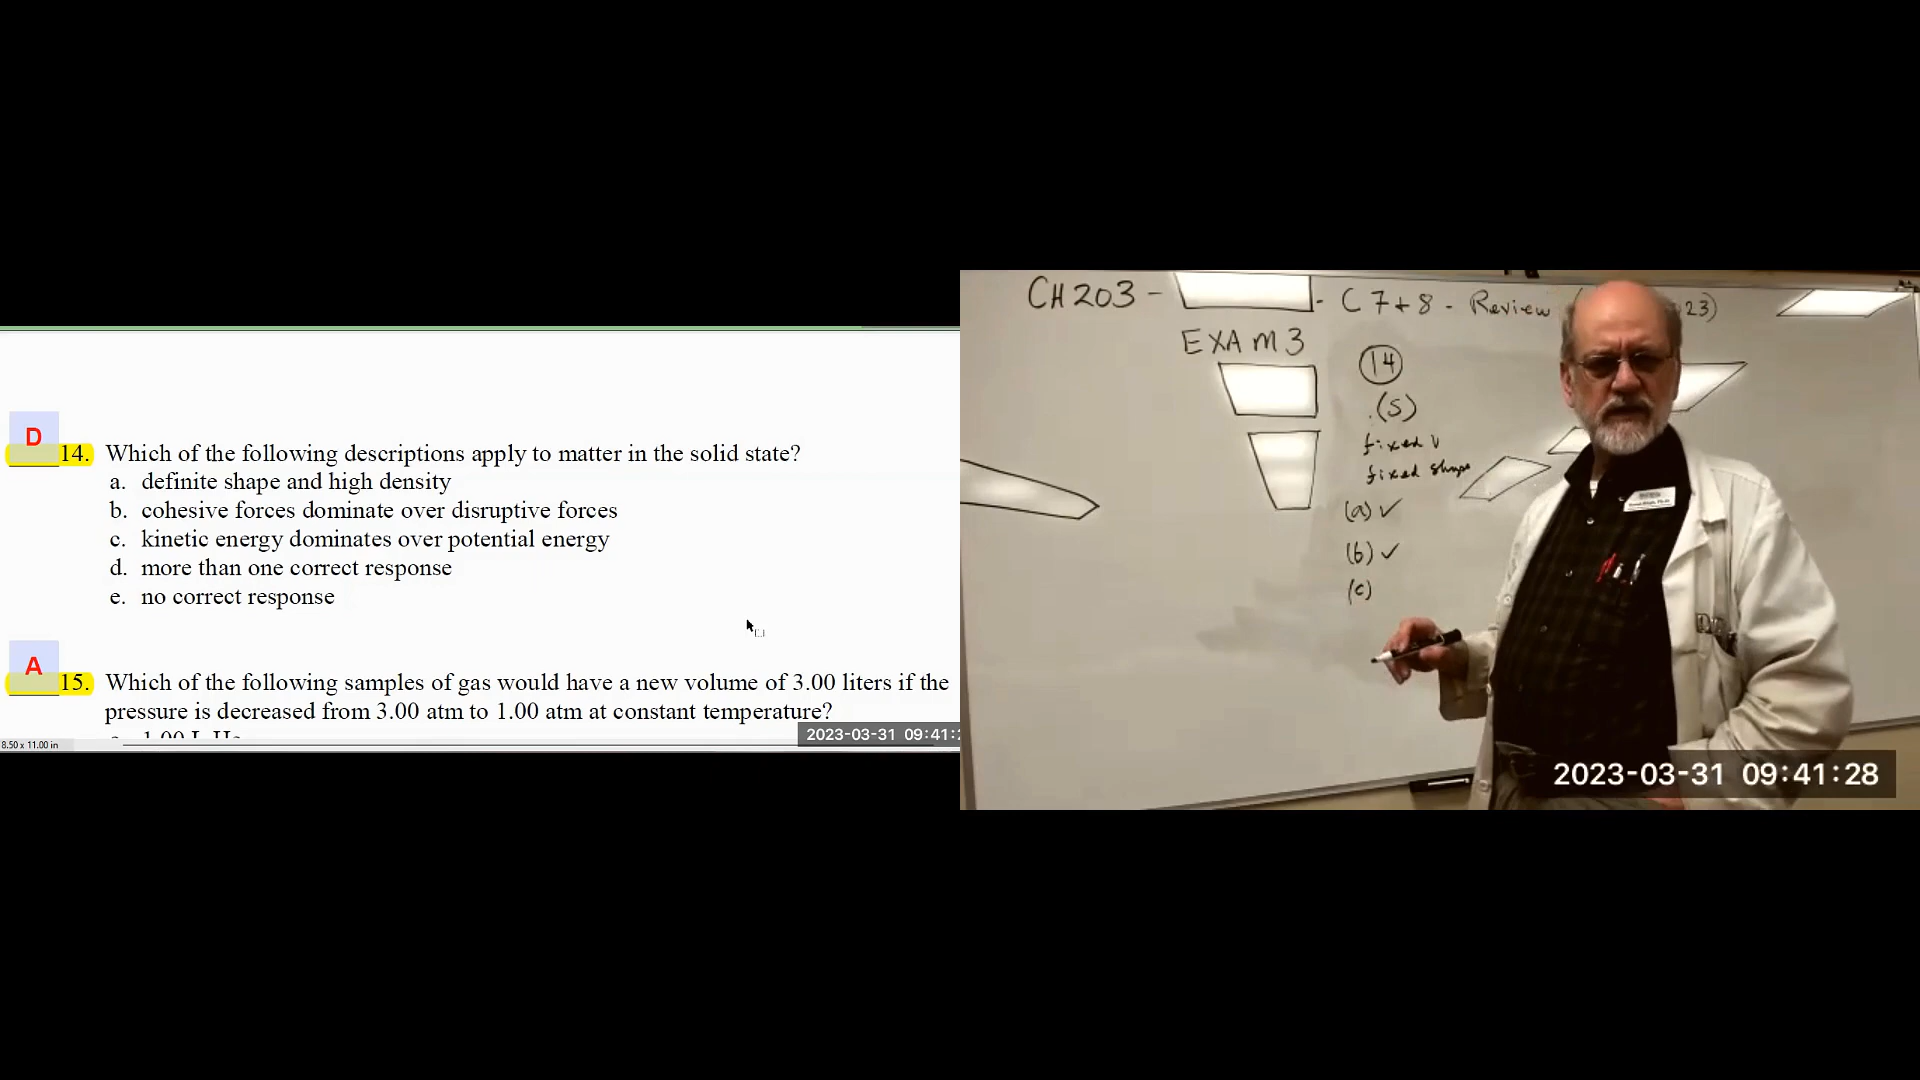 D
14. Which of the following descriptions apply to matter in the solid state?
a. definite shape and high density
b. cohesive forces dominate over disruptive forces
c. kinetic energy dominates over potential energy
d. more than one correct response
e. no correct response
A
15. Which of the following samples of gas would have a new volume of 3.00 liters if the
pressure is decreased from 3.00 atm to 1.00 atm at constant temperature?
8.50 x 11.00 in
2023-03-31 09:41:2
CH203 - - C 7+8 - Review 23)
EXAM 3
14
(S)
fixed V
fixed shape
(a) ✓
(b) ✓
(c)
2023-03-31 09:41:28